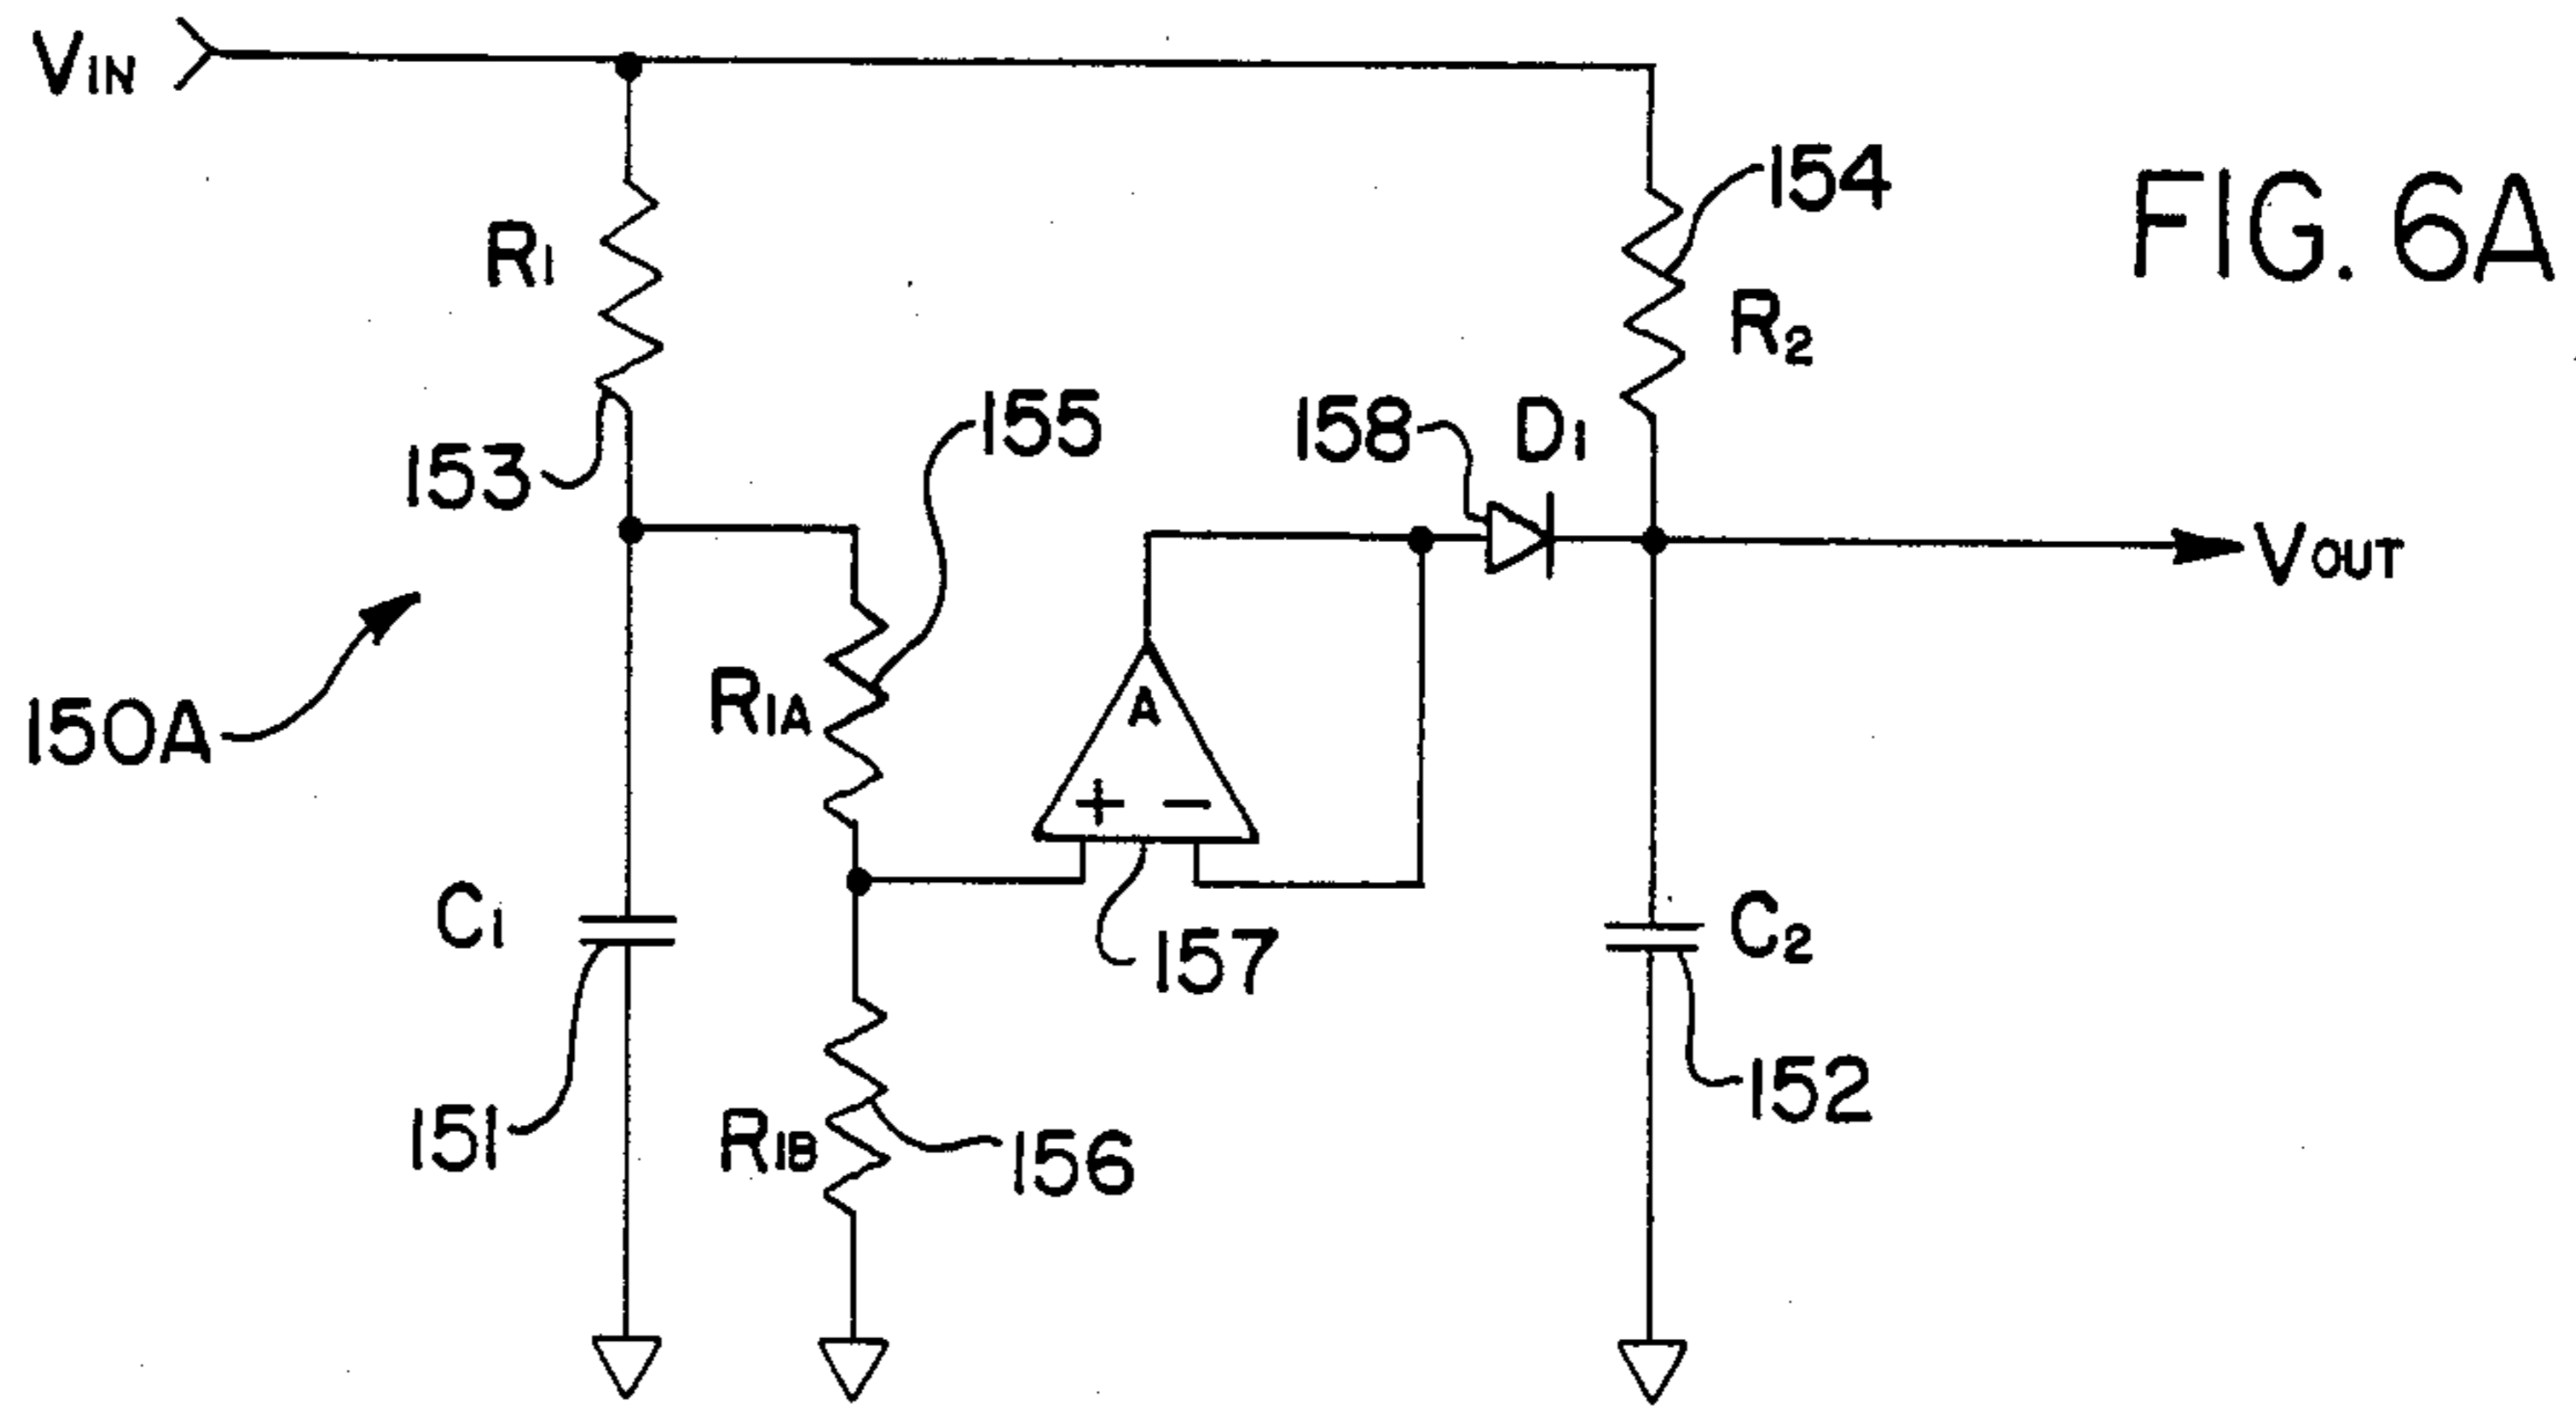 VIN
FIG. 6A
154
R1
R2
155
158
D1
153
VOUT
150A
R1A
A
+ −
C1
157
C2
151
R1B
156
152